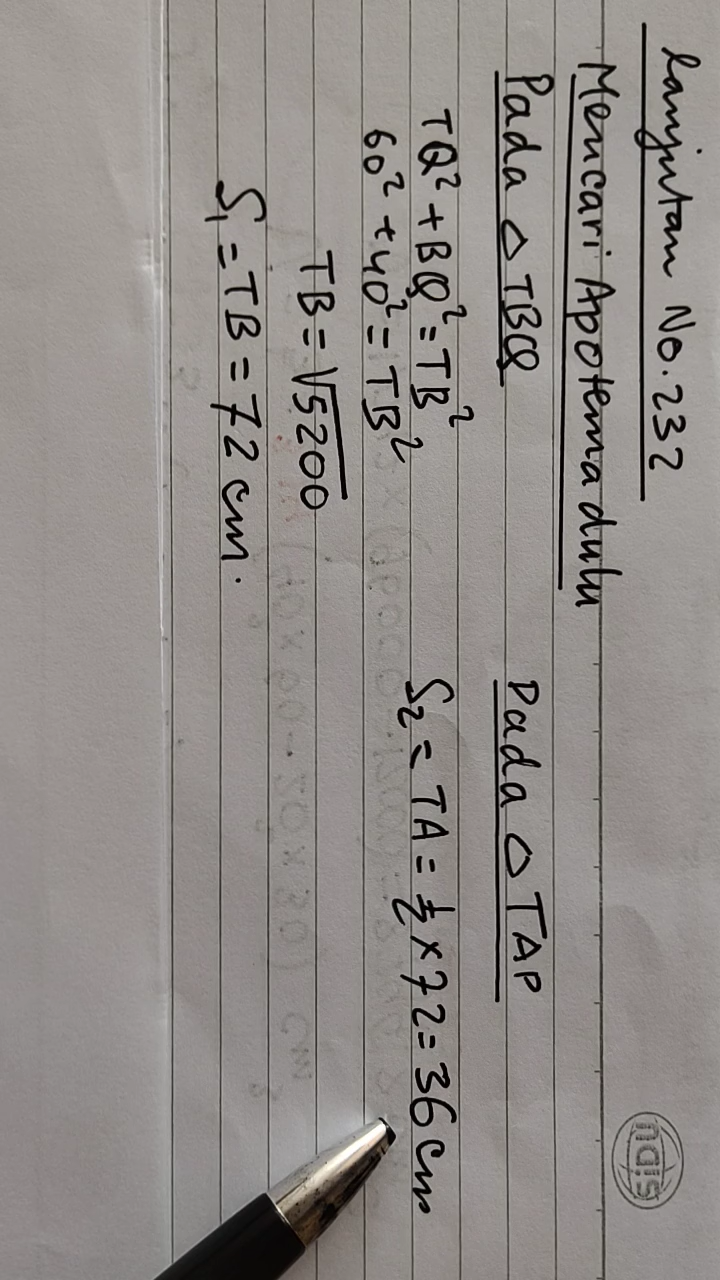 lanjutan No. 232
Mencari Apotema dulu
Pada △ TBQ
TQ² + BQ² = TB²
60² + 40² = TB²
TB = √5200
S₁ = TB = 72 cm.
Pada △ TAP
S₂ = TA = ½ × 72 = 36 cm